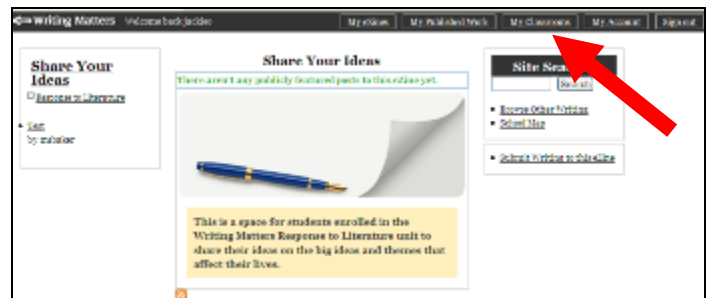 Writing Matters Welcome back jackleo
My eZines
My Published Work
My Classrooms
My Account
Sign out
Share Your
Ideas
Response to Literature
Test
by
Share Your Ideas
There aren't any publicly featured posts to this eZine yet.
This is a space for students enrolled in the
Writing Matters Response to Literature unit to
share their ideas on the big ideas and themes that
affect their lives.
Site Sea
Search
Browse Other Writing
School Map
Submit Writing to this eZine